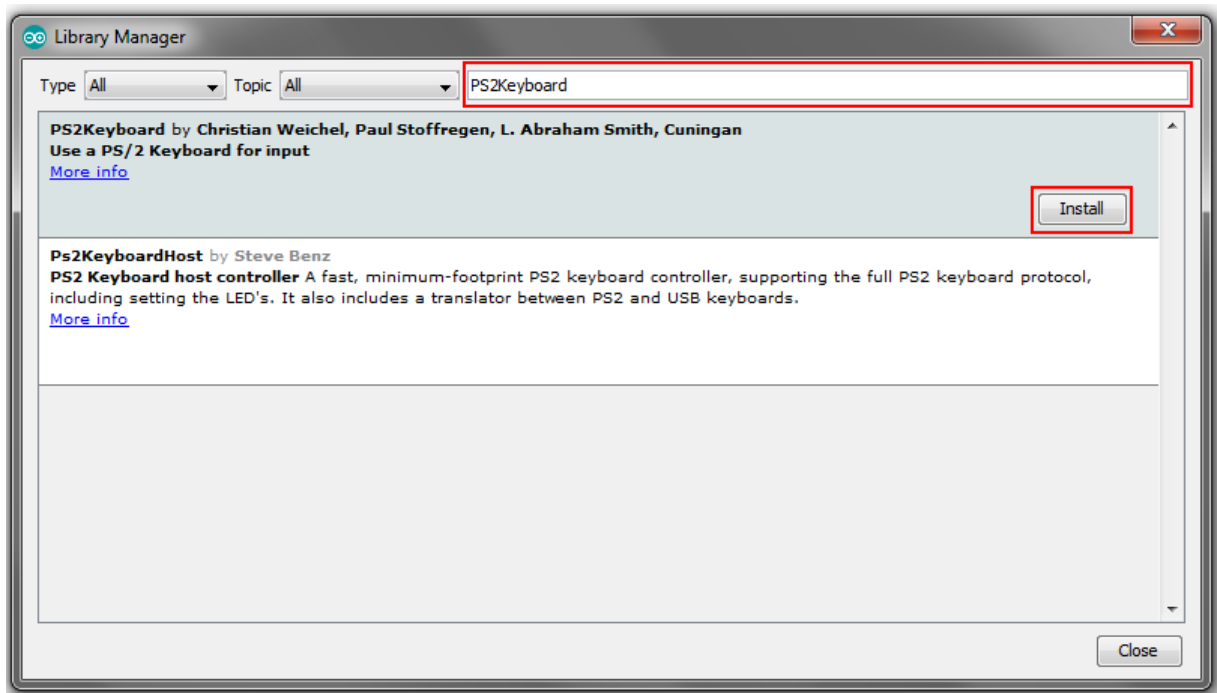 Library Manager
Type All Topic All PS2Keyboard
PS2Keyboard by Christian Weichel, Paul Stoffregen, L. Abraham Smith, Cuningan
Use a PS/2 Keyboard for input
More info
Install
Ps2KeyboardHost by Steve Benz
PS2 Keyboard host controller A fast, minimum-footprint PS2 keyboard controller, supporting the full PS2 keyboard protocol,
including setting the LED's. It also includes a translator between PS2 and USB keyboards.
More info
Close